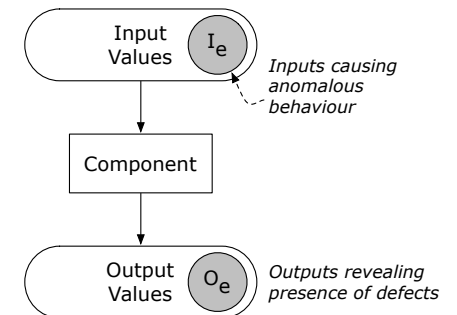 Input
Values
Ie
Inputs causing
anomalous
behaviour
Component
Output
Values
Oe
Outputs revealing
presence of defects